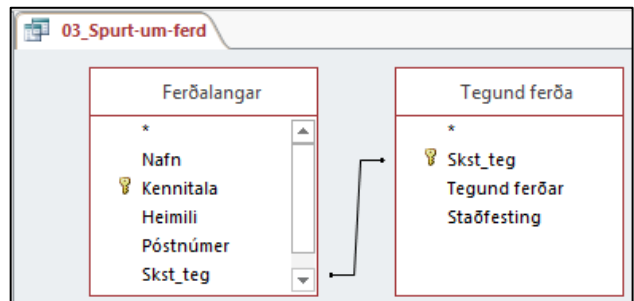 03_Spurt-um-ferd
Ferðalangar
*
Nafn
Kennitala
Heimili
Póstnúmer
Skst_teg
Tegund ferða
*
Skst_teg
Tegund ferðar
Staðfesting